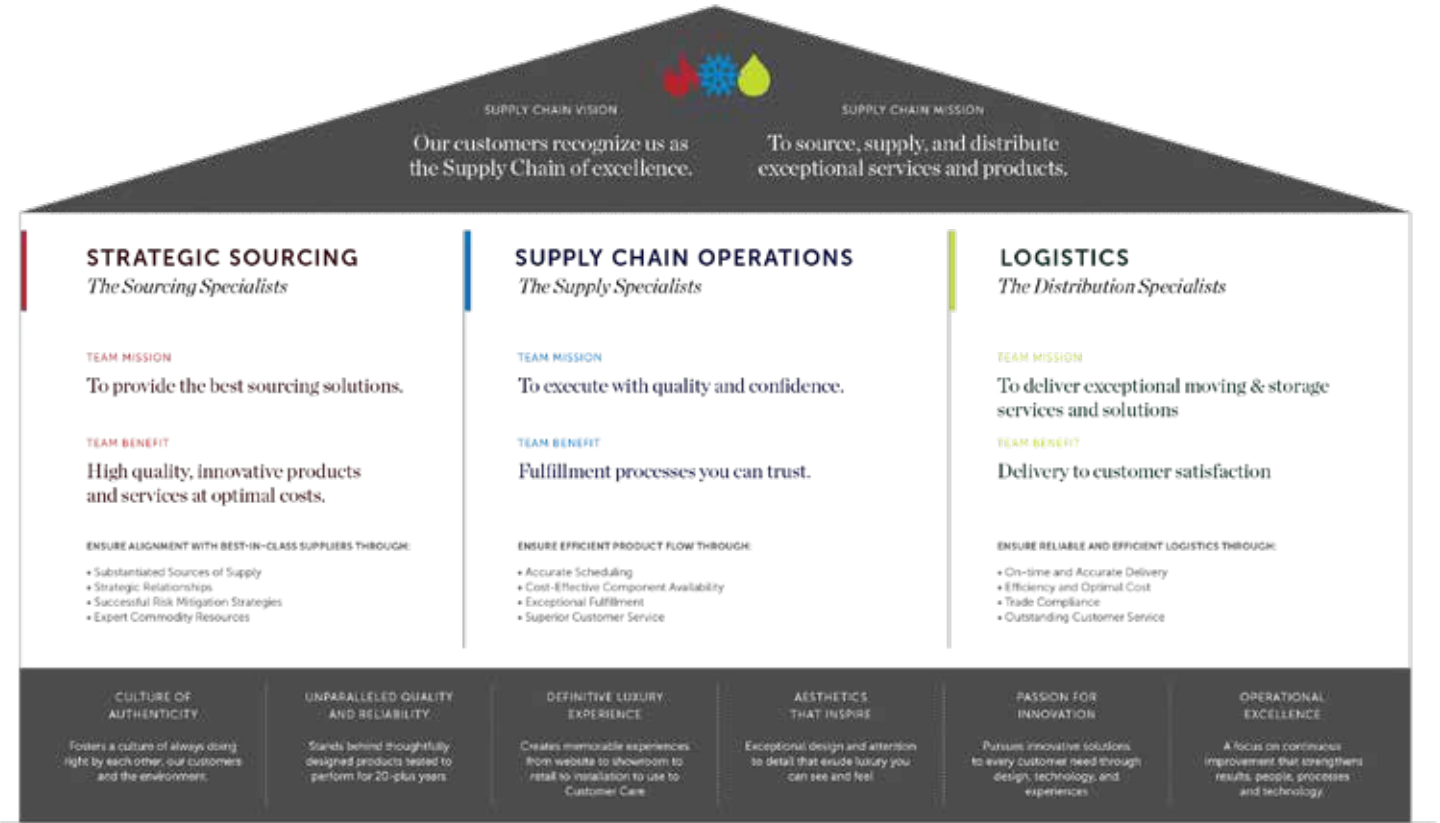 SUPPLY CHAIN VISION
Our customers recognize us as
the Supply Chain of excellence.
SUPPLY CHAIN MISSION
To source, supply, and distribute
exceptional services and products.
STRATEGIC SOURCING
The Sourcing Specialists
TEAM MISSION
To provide the best sourcing solutions.
TEAM BENEFIT
High quality, innovative products
and services at optimal costs.
ENSURE ALIGNMENT WITH BEST-IN-CLASS SUPPLIERS THROUGH:
• Substantiated Sources of Supply
• Strategic Relationships
• Successful Risk Mitigation Strategies
• Expert Commodity Resources
SUPPLY CHAIN OPERATIONS
The Supply Specialists
TEAM MISSION
To execute with quality and confidence.
TEAM BENEFIT
Fulfillment processes you can trust.
ENSURE EFFICIENT PRODUCT FLOW THROUGH:
• Accurate Scheduling
• Cost-Effective Component Availability
• Exceptional Fulfillment
• Superior Customer Service
LOGISTICS
The Distribution Specialists
TEAM MISSION
To deliver exceptional moving & storage
services and solutions
TEAM BENEFIT
Delivery to customer satisfaction
ENSURE RELIABLE AND EFFICIENT LOGISTICS THROUGH:
• On-time and Accurate Delivery
• Efficiency and Optimal Cost
• Trade Compliance
• Outstanding Customer Service
CULTURE OF
AUTHENTICITY
Fosters a culture of always doing
right by each other, our customers
and the environment.
UNPARALLELED QUALITY
AND RELIABILITY
Stands behind thoughtfully
designed products tested to
perform for 20-plus years
DEFINITIVE LUXURY
EXPERIENCE
Creates memorable experiences
from website to showroom to
retail to installation to use to
Customer Care
AESTHETICS
THAT INSPIRE
Exceptional design and attention
to detail that exude luxury you
can see and feel
PASSION FOR
INNOVATION
Pursues innovative solutions
to every customer need through
design, technology, and
experiences
OPERATIONAL
EXCELLENCE
A focus on continuous
improvement that strengthens
results, people, processes
and technology.